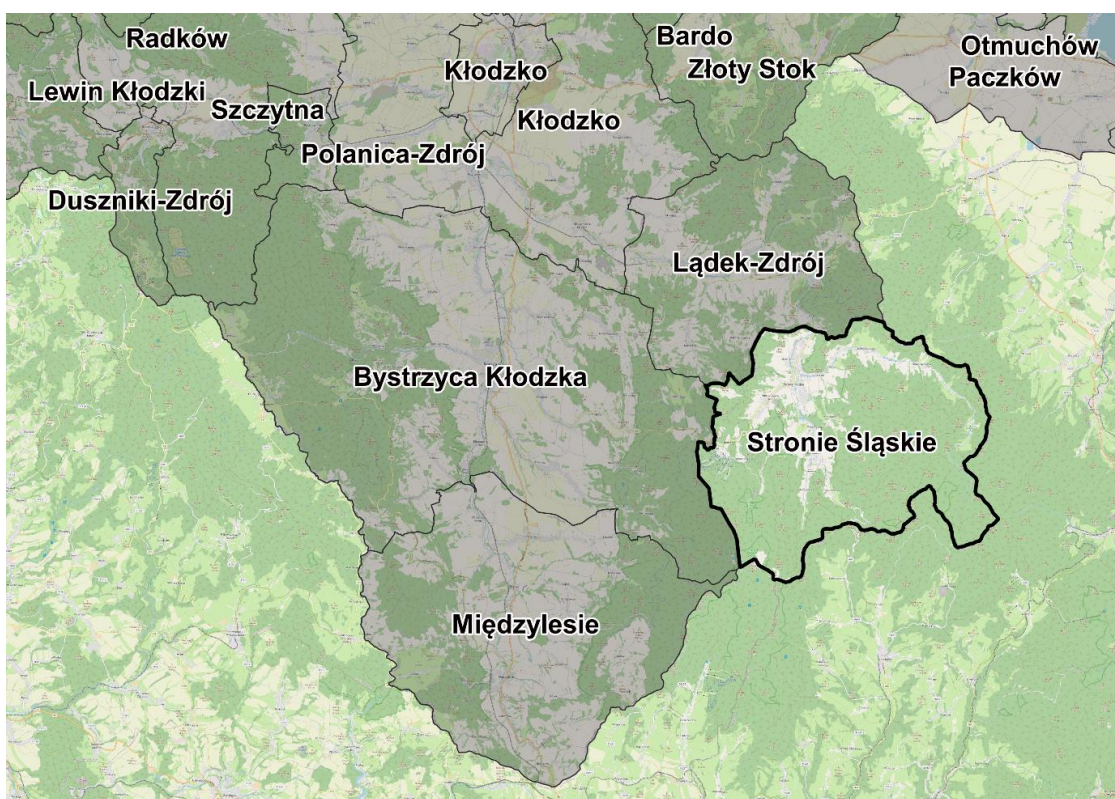 Radków
Bardo
Otmuchów
Kłodzko
Złoty Stok
Paczków
Lewin Kłodzki
Szczytna
Kłodzko
Polanica-Zdrój
Duszniki-Zdrój
Lądek-Zdrój
Bystrzyca Kłodzka
Stronie Śląskie
Międzylesie